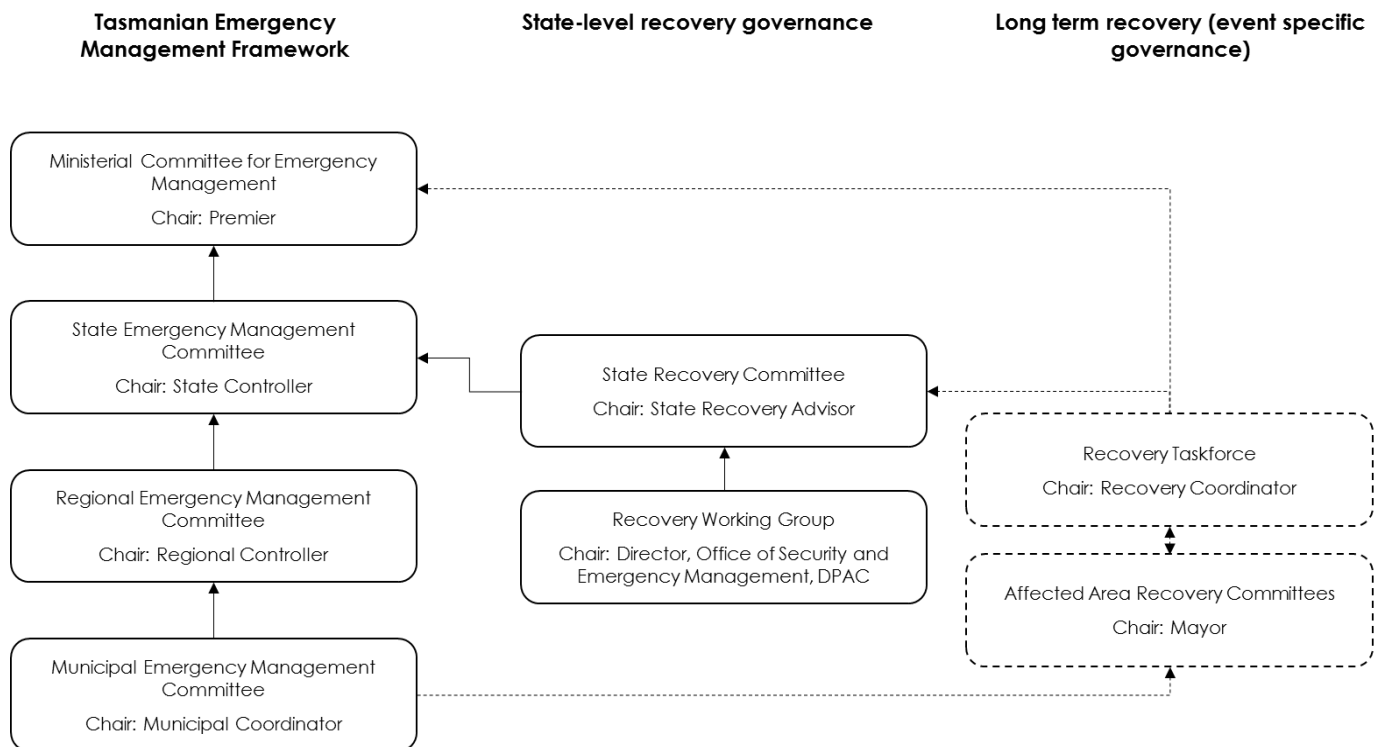 Tasmanian Emergency
Management Framework
State-level recovery governance
Long term recovery (event specific
governance)
Ministerial Committee for Emergency
Management
Chair: Premier
State Emergency Management
Committee
Chair: State Controller
Regional Emergency Management
Committee
Chair: Regional Controller
Municipal Emergency Management
Committee
Chair: Municipal Coordinator
State Recovery Committee
Chair: State Recovery Advisor
Recovery Working Group
Chair: Director, Office of Security and
Emergency Management, DPAC
Recovery Taskforce
Chair: Recovery Coordinator
Affected Area Recovery Committees
Chair: Mayor